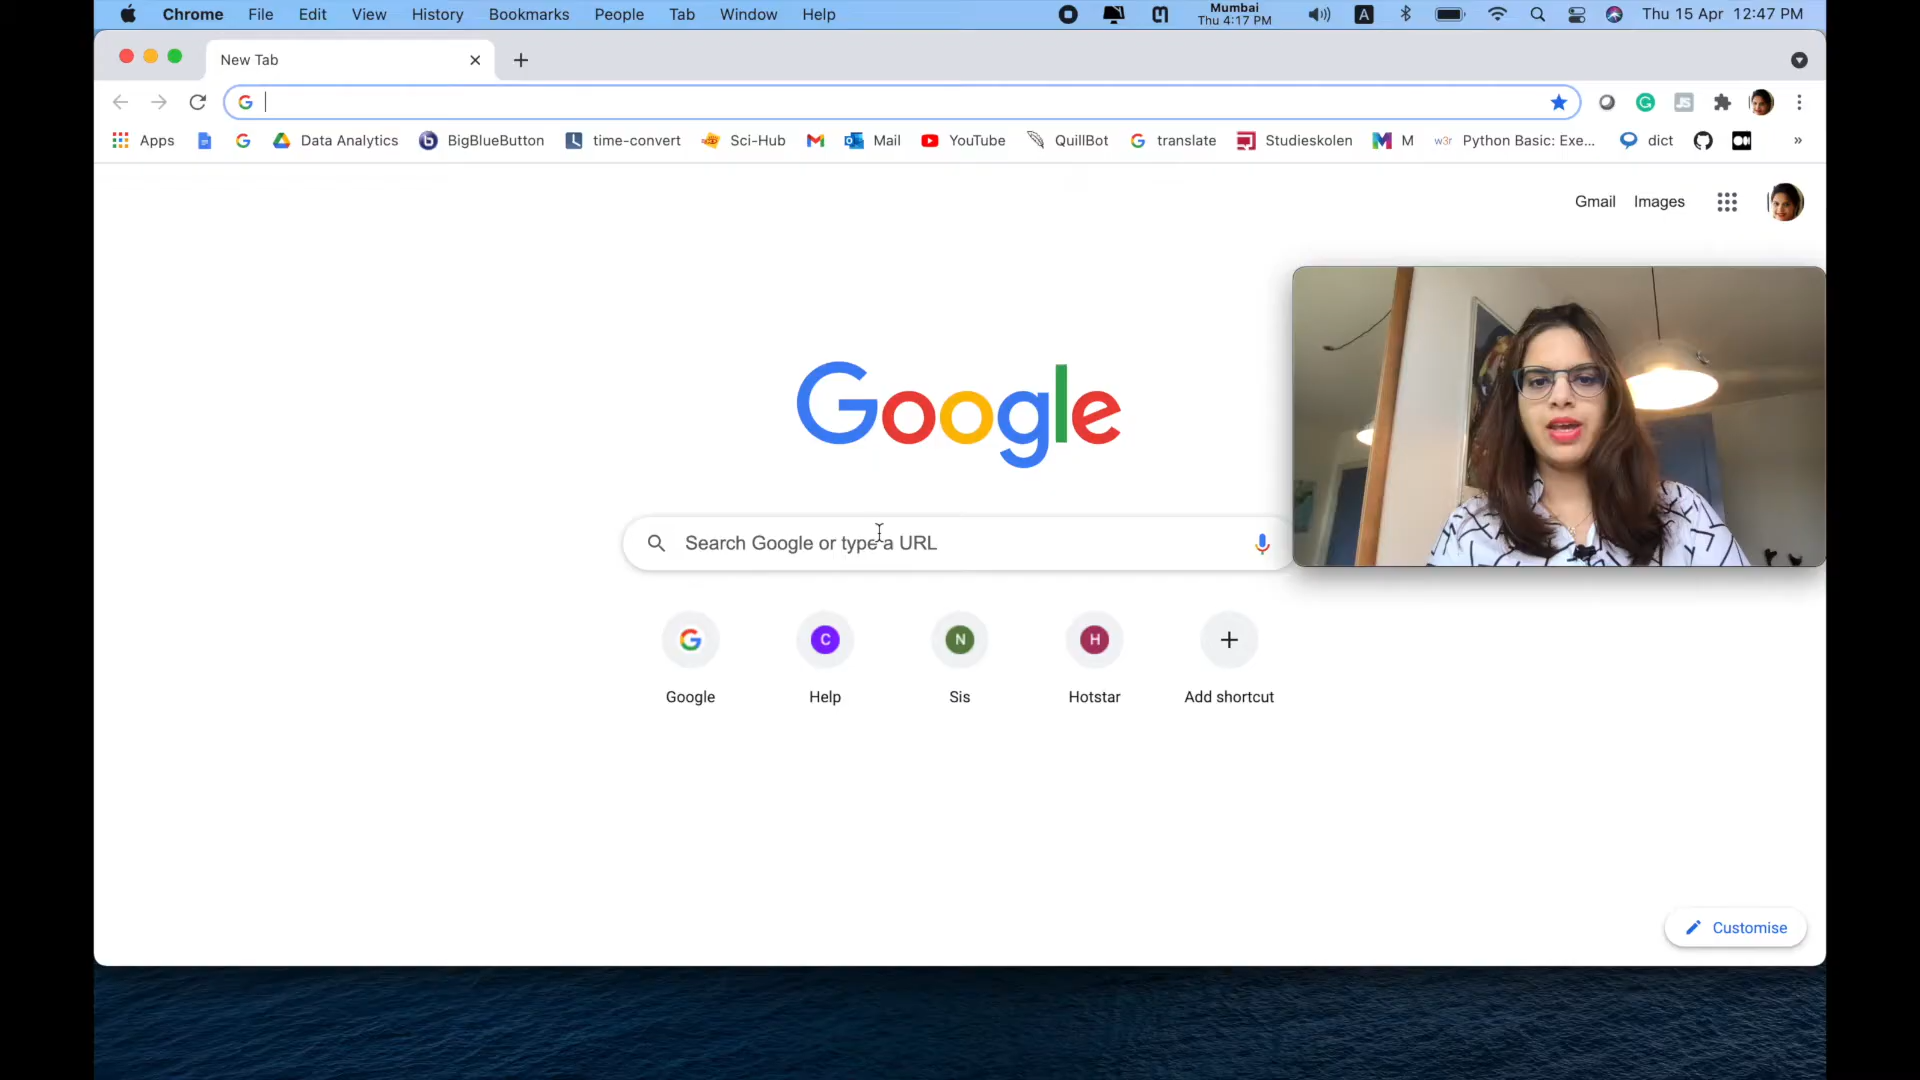 Chrome File Edit View History Bookmarks People Tab Window Help Mumbai Thu 4:17 PM A Thu 15 Apr 12:47 PM
New Tab
G JS
Apps G Data Analytics b BigBlueButton L time-convert Sci-Hub M Mail YouTube QuillBot G translate Studieskolen M M w3r Python Basic: Exe... dict »
Gmail Images
Google
Search Google or type a URL
G C N H
Google Help Sis Hotstar Add shortcut
Customise